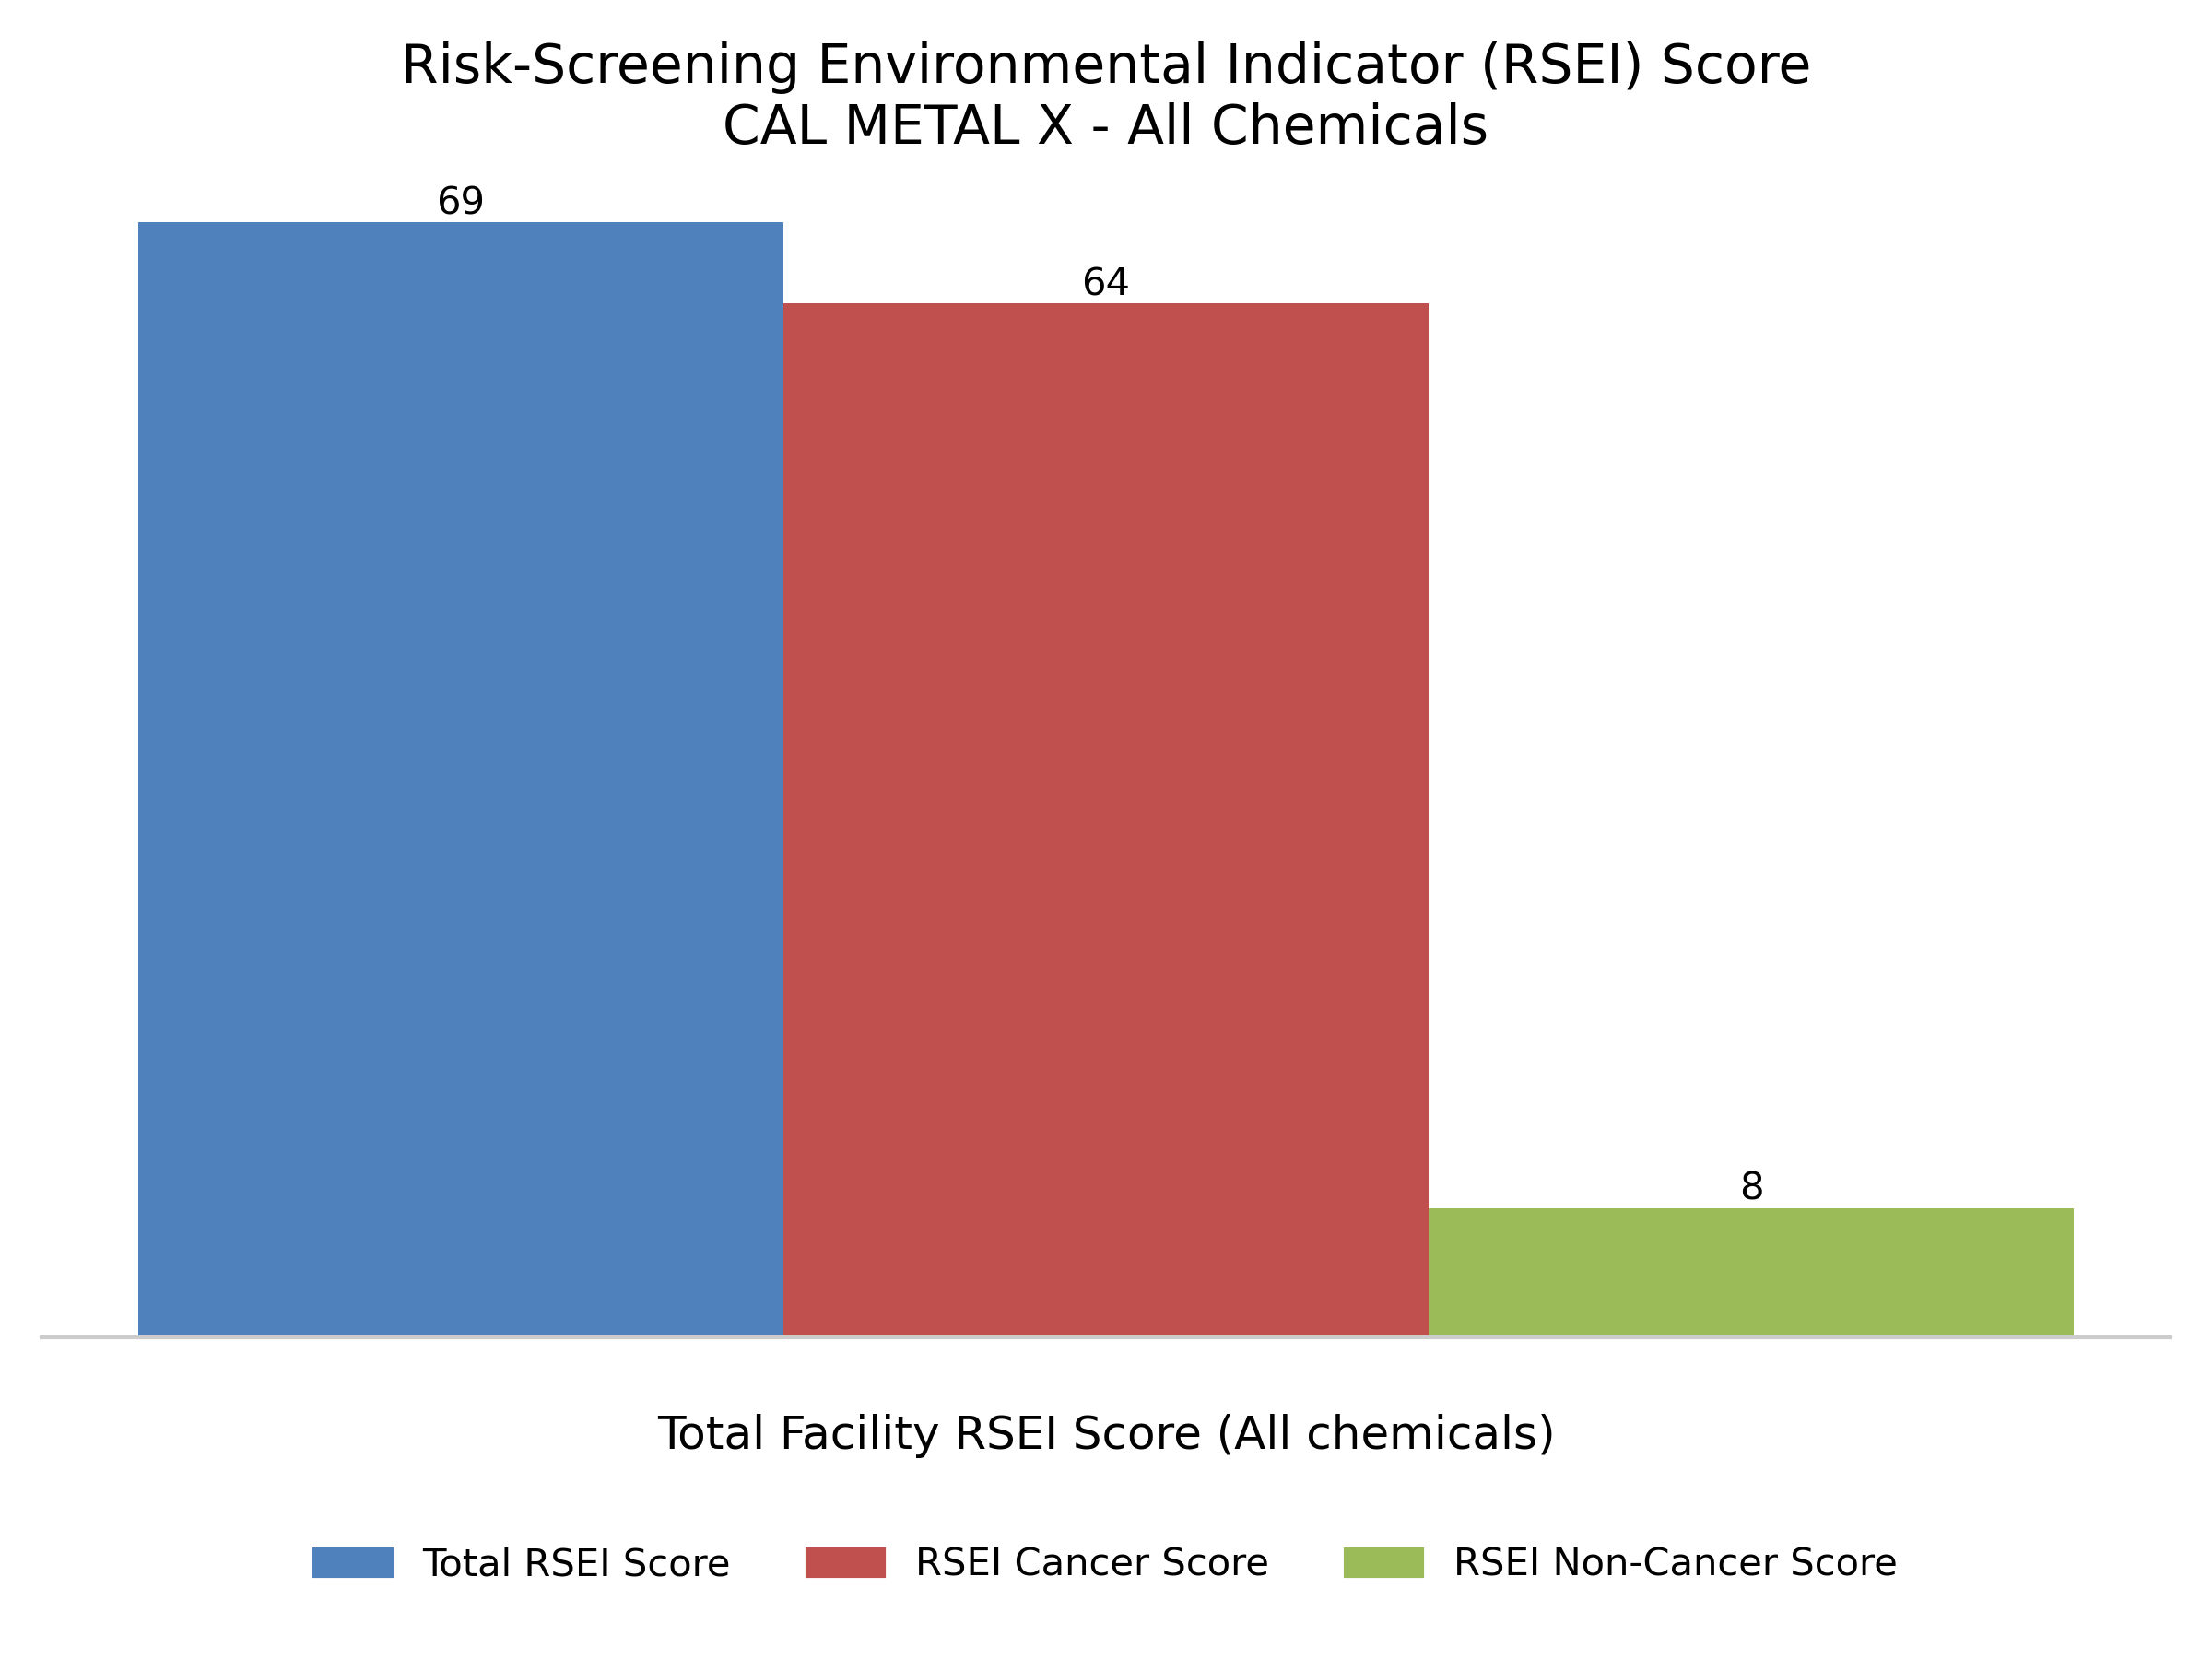 Risk-Screening Environmental Indicator (RSEI) Score
CAL METAL X - All Chemicals
69
64
8
Total Facility RSEI Score (All chemicals)
Total RSEI Score
RSEI Cancer Score
RSEI Non-Cancer Score